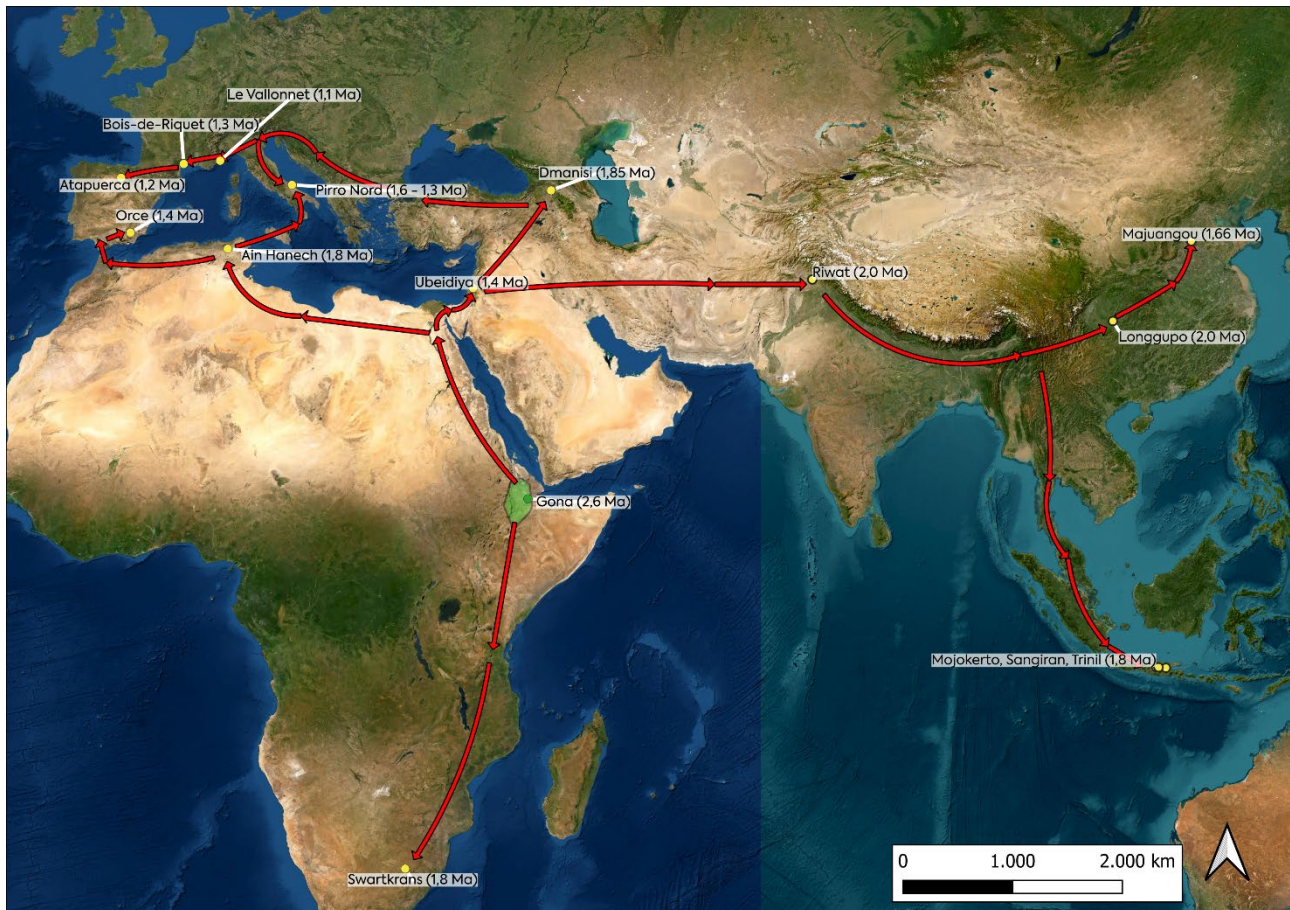 Le Vallonnet (1,1 Ma)
Bois-de-Riquet (1,3 Ma)
Dmanisi (1,85 Ma)
Atapuerca (1,2 Ma)
Pirro Nord (1,6 - 1,3 Ma)
Orce (1,4 Ma)
Majuangou (1,66 Ma)
Ain Hanech (1,8 Ma)
Riwat (2,0 Ma)
Ubeidiya (1,4 Ma)
Longgupo (2,0 Ma)
Gona (2,6 Ma)
Mojokerto, Sangiran, Trinil (1,8 Ma)
Swartkrans (1,8 Ma)
0 1.000 2.000 km